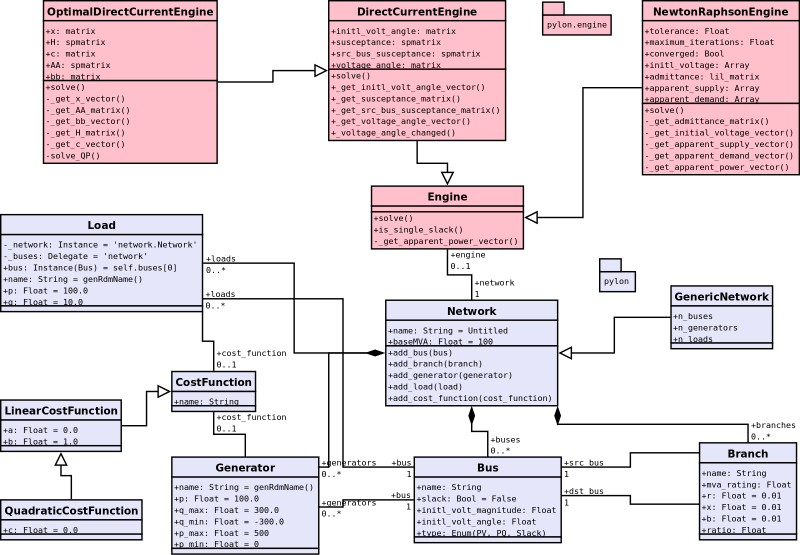 OptimalDirectCurrentEngine
+x: matrix
+H: spmatrix
+c: matrix
+AA: spmatrix
+bb: matrix
+solve()
-_get_x_vector()
-_get_AA_matrix()
-_get_bb_vector()
-_get_H_matrix()
-_get_c_vector()
-solve_QP()
DirectCurrentEngine
+initl_volt_angle: matrix
+susceptance: spmatrix
+src_bus_susceptance: spmatrix
+voltage_angle: matrix
+solve()
+_get_initl_volt_angle_vector()
+_get_susceptance_matrix()
+_get_src_bus_susceptance_matrix()
+_get_voltage_angle_vector()
+_voltage_angle_changed()
pylon.engine
NewtonRaphsonEngine
+tolerance: Float
+maximum_iterations: Float
+converged: Bool
+initl_voltage: Array
+admittance: lil_matrix
+apparent_supply: Array
+apparent_demand: Array
+solve()
-_get_admittance_matrix()
-_get_initial_voltage_vector()
-_get_apparent_supply_vector()
-_get_apparent_demand_vector()
-_get_apparent_power_vector()
Engine
+solve()
+is_single_slack()
-_get_apparent_power_vector()
Load
-_network: Instance = 'network.Network'
-_buses: Delegate = 'network'
+bus: Instance(Bus) = self.buses[0]
+name: String = genRdmName()
+p: Float = 100.0
+q: Float = 10.0
+loads
0..*
+loads
0..*
+engine
0..1
+network
1
pylon
Network
+name: String = Untitled
+baseMVA: Float = 100
+add_bus(bus)
+add_branch(branch)
+add_generator(generator)
+add_load(load)
+add_cost_function(cost_function)
GenericNetwork
+n_buses
+n_generators
+n_loads
+cost_function
0..1
CostFunction
+name: String
+cost_function
0..1
LinearCostFunction
+a: Float = 0.0
+b: Float = 1.0
QuadraticCostFunction
+c: Float = 0.0
Generator
+name: String = genRdmName()
+p: Float = 100.0
+q_max: Float = 300.0
+q_min: Float = -300.0
+p_max: Float = 500
+p_min: Float = 0
+generators
0..*
+generators
0..*
+bus
1
+bus
1
+buses
0..*
Bus
+name: String
+slack: Bool = False
+initl_volt_magnitude: Float
+initl_volt_angle: Float
+type: Enum(PV, PQ, Slack)
+src_bus
1
+dst_bus
1
+branches
0..*
Branch
+name: String
+mva_rating: Float
+r: Float = 0.01
+x: Float = 0.01
+b: Float = 0.01
+ratio: Float